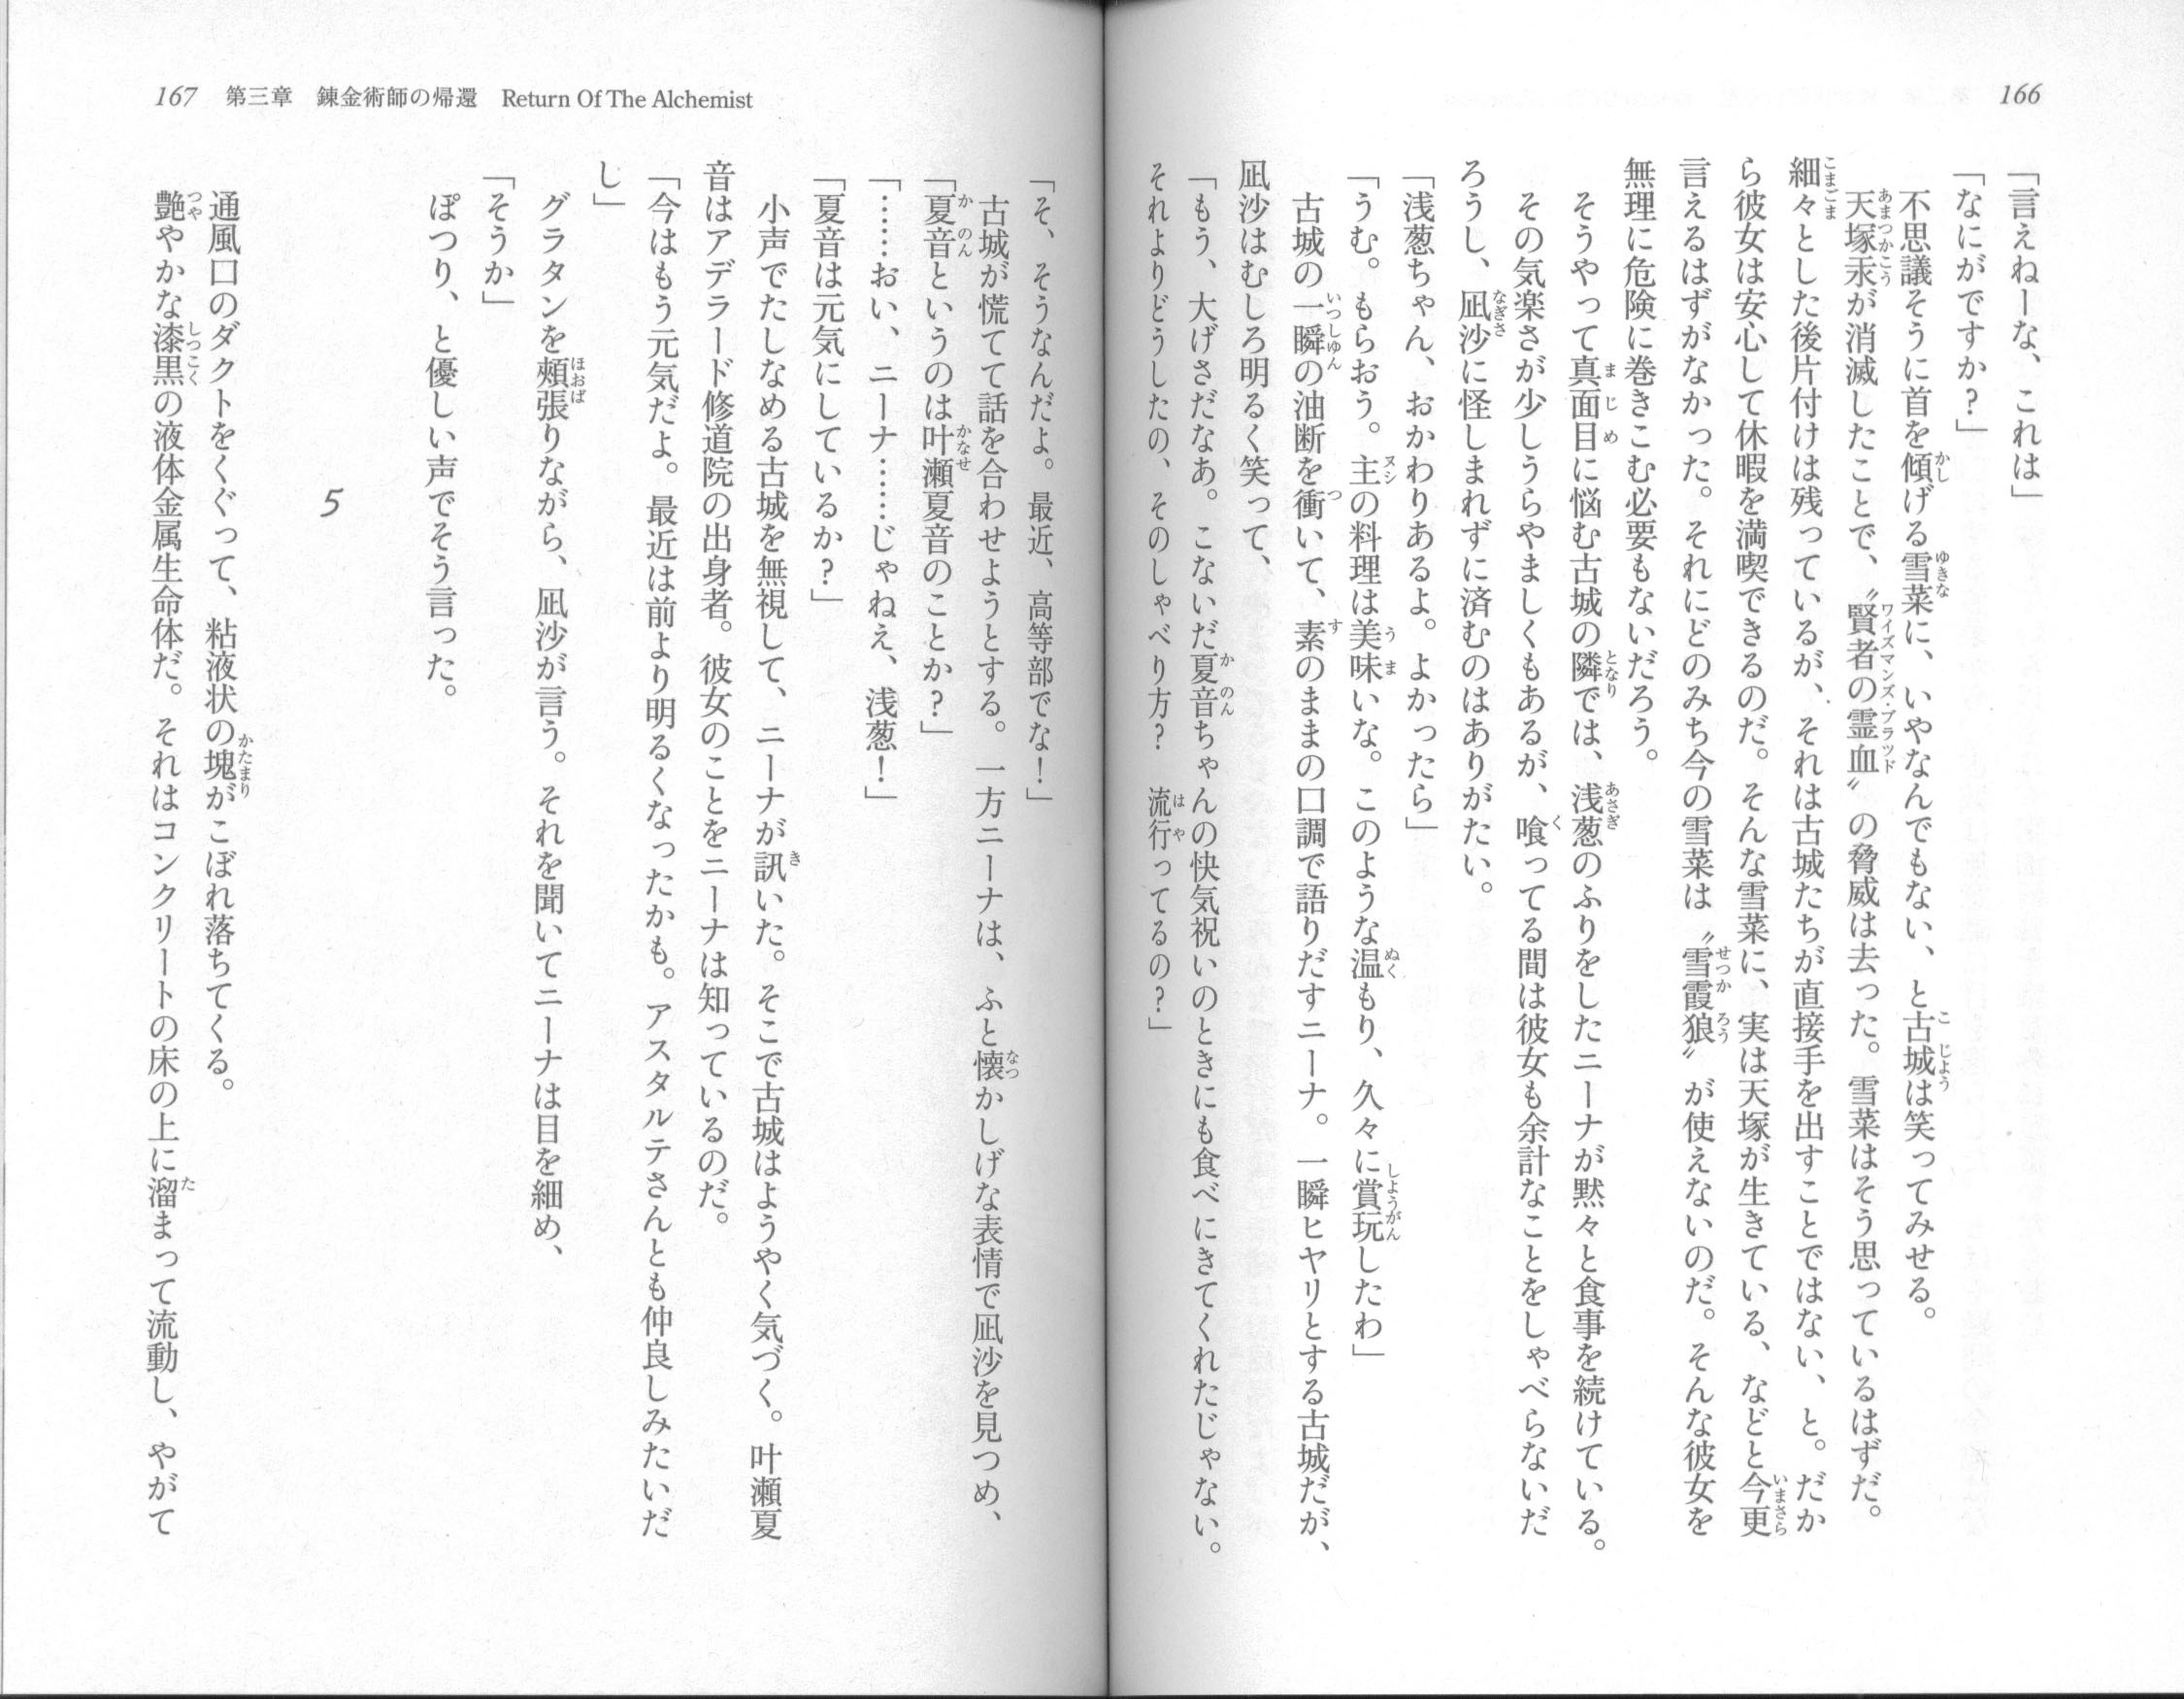 166
「言えねーな、これは」
「なにがですか？」
不思議そうに首を傾げる雪菜に、いやなんでもない、と古城は笑ってみせる。
天塚汞が消滅したことで、〝賢者の霊血〟の脅威は去った。雪菜はそう思っているはずだ。
細々とした後片付けは残っているが、それは古城たちが直接手を出すことではない、と。だか
ら彼女は安心して休暇を満喫できるのだ。そんな雪菜に、実は天塚が生きている、などと今更
言えるはずがなかった。それにどのみち今の雪菜は〝雪霞狼〟が使えないのだ。そんな彼女を
無理に危険に巻きこむ必要もないだろう。
そうやって真面目に悩む古城の隣では、浅葱のふりをしたニーナが黙々と食事を続けている。
その気楽さが少しうらやましくもあるが、喰ってる間は彼女も余計なことをしゃべらないだ
ろうし、凪沙に怪しまれずに済むのはありがたい。
「浅葱ちゃん、おかわりあるよ。よかったら」
「うむ。もらおう。主の料理は美味いな。このような温もり、久々に賞玩したわ」
古城の一瞬の油断を衝いて、素のままの口調で語りだすニーナ。一瞬ヒヤリとする古城だが、
凪沙はむしろ明るく笑って、
「もう、大げさだなあ。こないだ夏音ちゃんの快気祝いのときにも食べにきてくれたじゃない。
それよりどうしたの、そのしゃべり方？　流行ってるの？」
167　第三章　錬金術師の帰還　Return Of The Alchemist
「そ、そうなんだよ。最近、高等部でな！」
古城が慌てて話を合わせようとする。一方ニーナは、ふと懐かしげな表情で凪沙を見つめ、
「夏音というのは叶瀬夏音のことか？」
「……おい、ニーナ……じゃねえ、浅葱！」
「夏音は元気にしているか？」
小声でたしなめる古城を無視して、ニーナが訊いた。そこで古城はようやく気づく。叶瀬夏
音はアデラード修道院の出身者。彼女のことをニーナは知っているのだ。
「今はもう元気だよ。最近は前より明るくなったかも。アスタルテさんとも仲良しみたいだ
し」
グラタンを頰張りながら、凪沙が言う。それを聞いてニーナは目を細め、
「そうか」
ぽつり、と優しい声でそう言った。
5
通風口のダクトをくぐって、粘液状の塊がこぼれ落ちてくる。
艶やかな漆黒の液体金属生命体だ。それはコンクリートの床の上に溜まって流動し、やがて